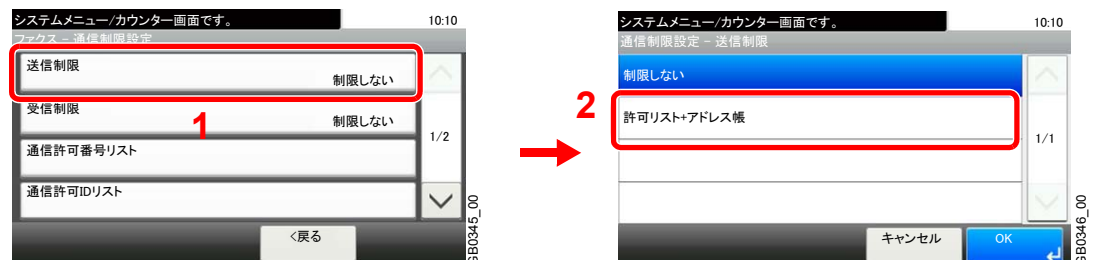 システムメニュー/カウンター画面です。
10:10
ファクス - 通信制限設定
送信制限
制限しない
受信制限
制限しない
1
通信許可番号リスト
通信許可IDリスト
1/2
<戻る
GB0345_00
システムメニュー/カウンター画面です。
10:10
通信制限設定 - 送信制限
制限しない
2
許可リスト+アドレス帳
1/1
キャンセル
OK
GB0346_00